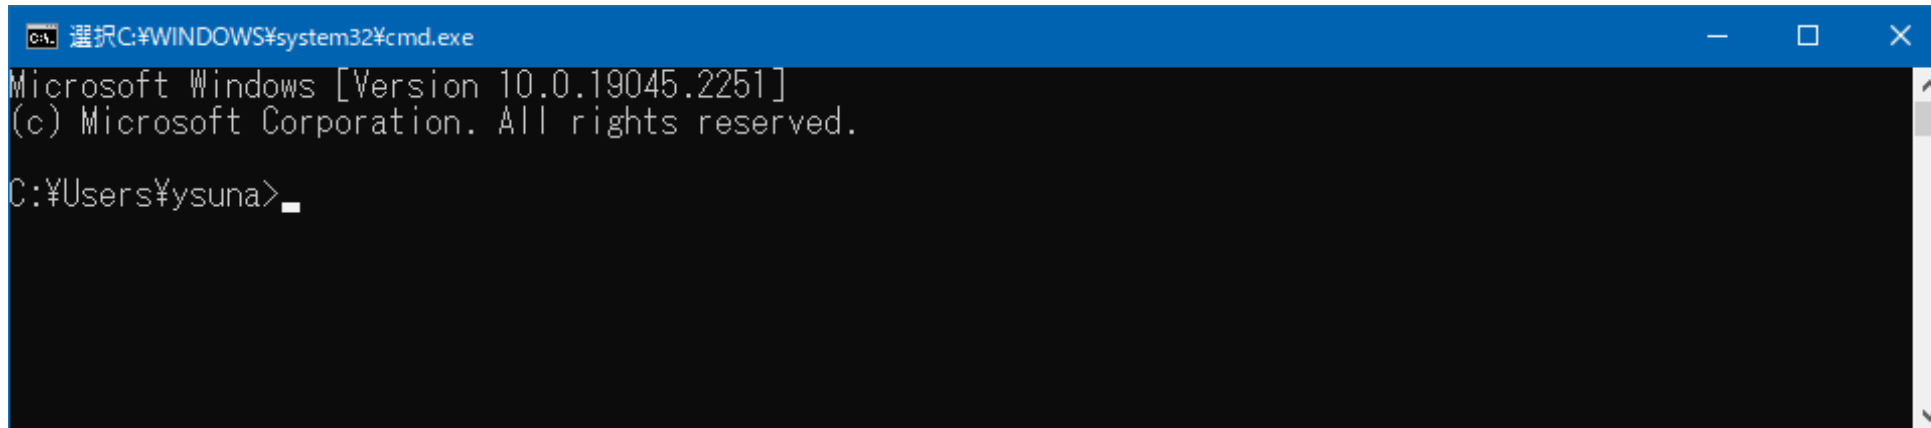 選択C:¥WINDOWS¥system32¥cmd.exe
Microsoft Windows [Version 10.0.19045.2251]
(c) Microsoft Corporation. All rights reserved.
C:¥Users¥ysuna>